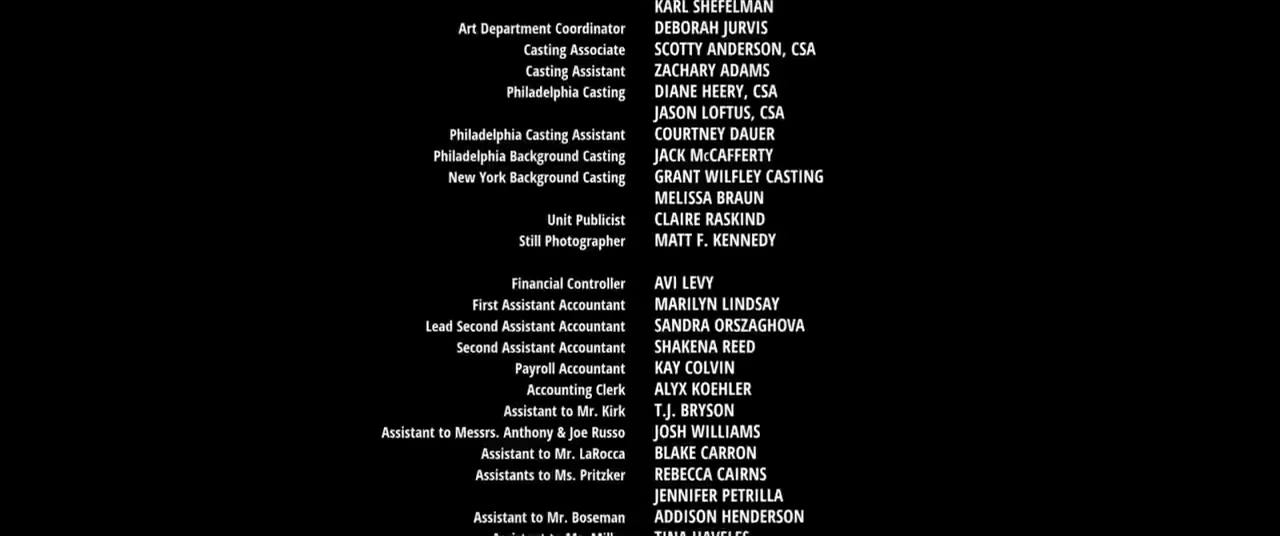 KARL SHEFELMAN
Art Department Coordinator DEBORAH JURVIS
Casting Associate SCOTTY ANDERSON, CSA
Casting Assistant ZACHARY ADAMS
Philadelphia Casting DIANE HEERY, CSA
JASON LOFTUS, CSA
Philadelphia Casting Assistant COURTNEY DAUER
Philadelphia Background Casting JACK McCAFFERTY
New York Background Casting GRANT WILFLEY CASTING
MELISSA BRAUN
Unit Publicist CLAIRE RASKIND
Still Photographer MATT F. KENNEDY
Financial Controller AVI LEVY
First Assistant Accountant MARILYN LINDSAY
Lead Second Assistant Accountant SANDRA ORSZAGHOVA
Second Assistant Accountant SHAKENA REED
Payroll Accountant KAY COLVIN
Accounting Clerk ALYX KOEHLER
Assistant to Mr. Kirk T.J. BRYSON
Assistant to Messrs. Anthony & Joe Russo JOSH WILLIAMS
Assistant to Mr. LaRocca BLAKE CARRON
Assistants to Ms. Pritzker REBECCA CAIRNS
JENNIFER PETRILLA
Assistant to Mr. Boseman ADDISON HENDERSON